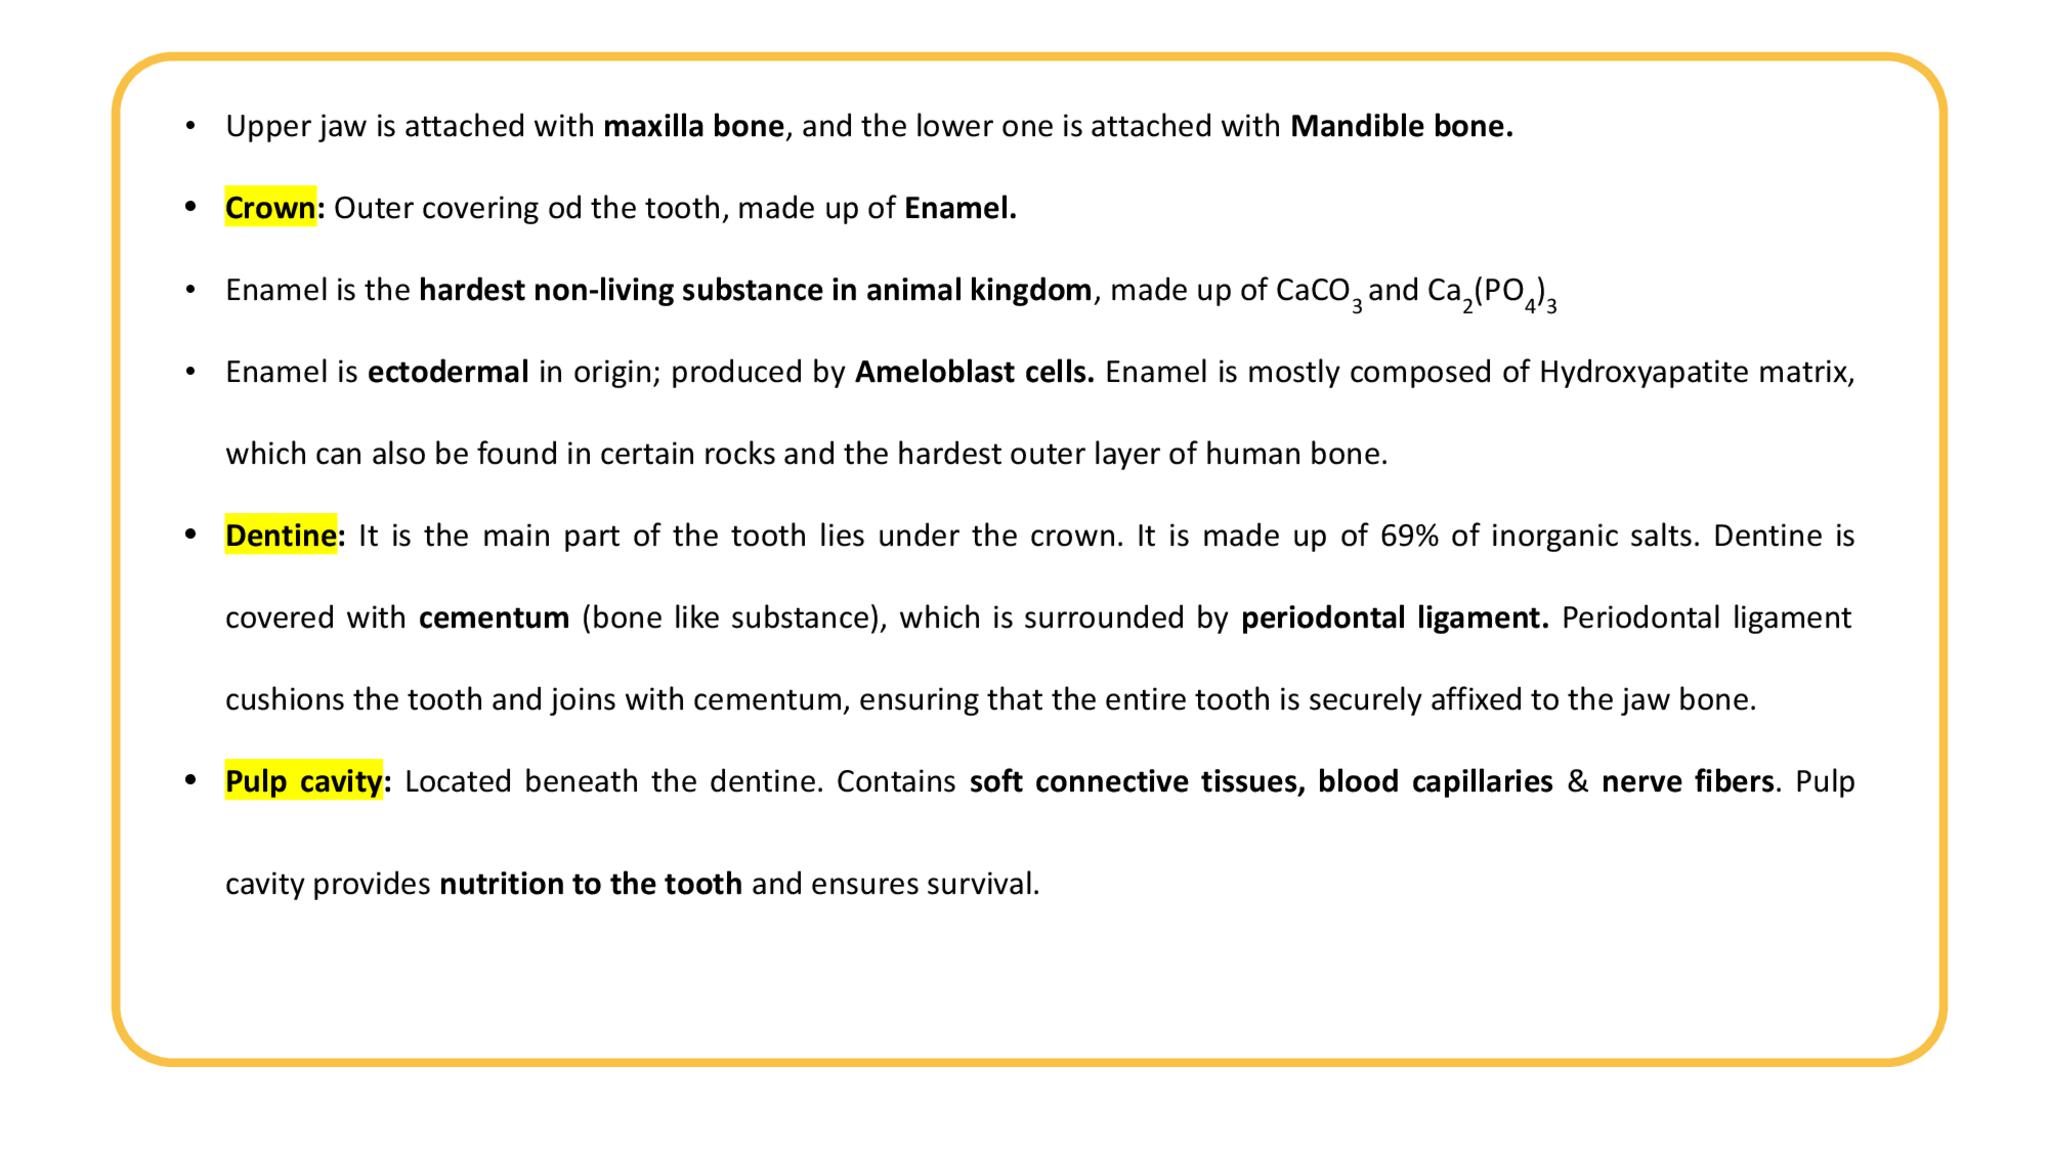 • Upper jaw is attached with maxilla bone, and the lower one is attached with Mandible bone.
• Crown: Outer covering od the tooth, made up of Enamel.
• Enamel is the hardest non-living substance in animal kingdom, made up of CaCO₃ and Ca₂(PO₄)₃
• Enamel is ectodermal in origin; produced by Ameloblast cells. Enamel is mostly composed of Hydroxyapatite matrix,
which can also be found in certain rocks and the hardest outer layer of human bone.
• Dentine: It is the main part of the tooth lies under the crown. It is made up of 69% of inorganic salts. Dentine is
covered with cementum (bone like substance), which is surrounded by periodontal ligament. Periodontal ligament
cushions the tooth and joins with cementum, ensuring that the entire tooth is securely affixed to the jaw bone.
• Pulp cavity: Located beneath the dentine. Contains soft connective tissues, blood capillaries & nerve fibers. Pulp
cavity provides nutrition to the tooth and ensures survival.